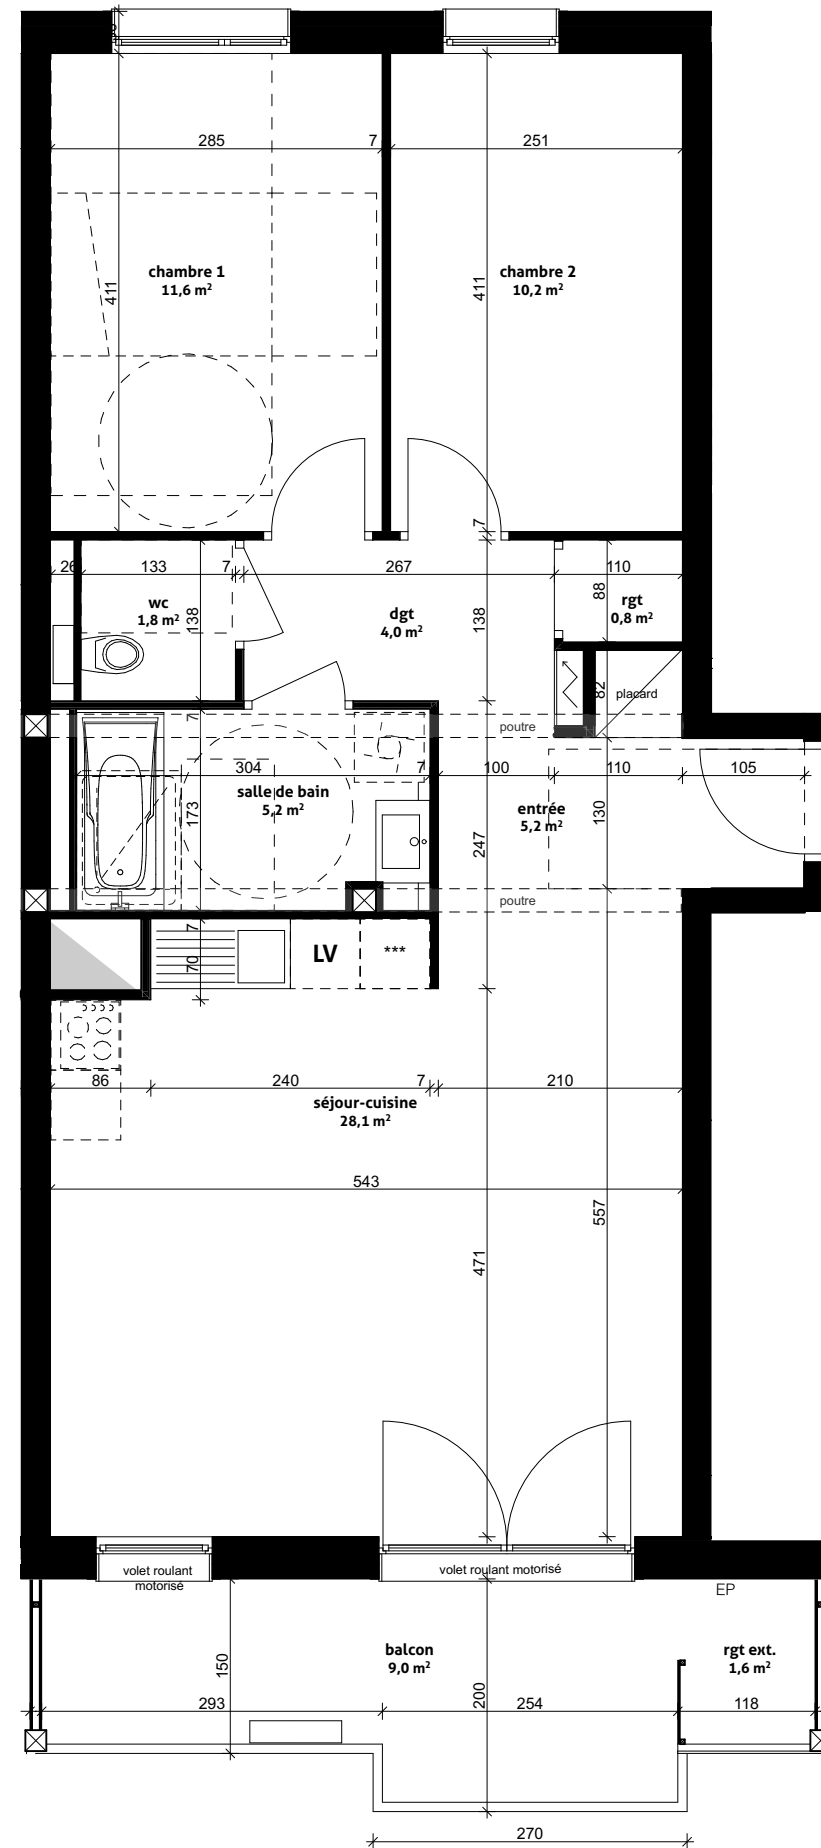 285
7
251
chambre 1
11,6 m²
chambre 2
10,2 m²
411
411
7
26
133
7
267
110
wc
1,8 m²
138
dgt
4,0 m²
138
88
rgt
0,8 m²
82
placard
7
poutre
304
7
100
110
105
salle de bain
5,2 m²
173
entrée
5,2 m²
130
247
poutre
7
70
LV
***
86
240
7
210
séjour-cuisine
28,1 m²
543
557
471
volet roulant
motorisé
volet roulant motorisé
EP
balcon
9,0 m²
rgt ext.
1,6 m²
150
200
293
254
118
270